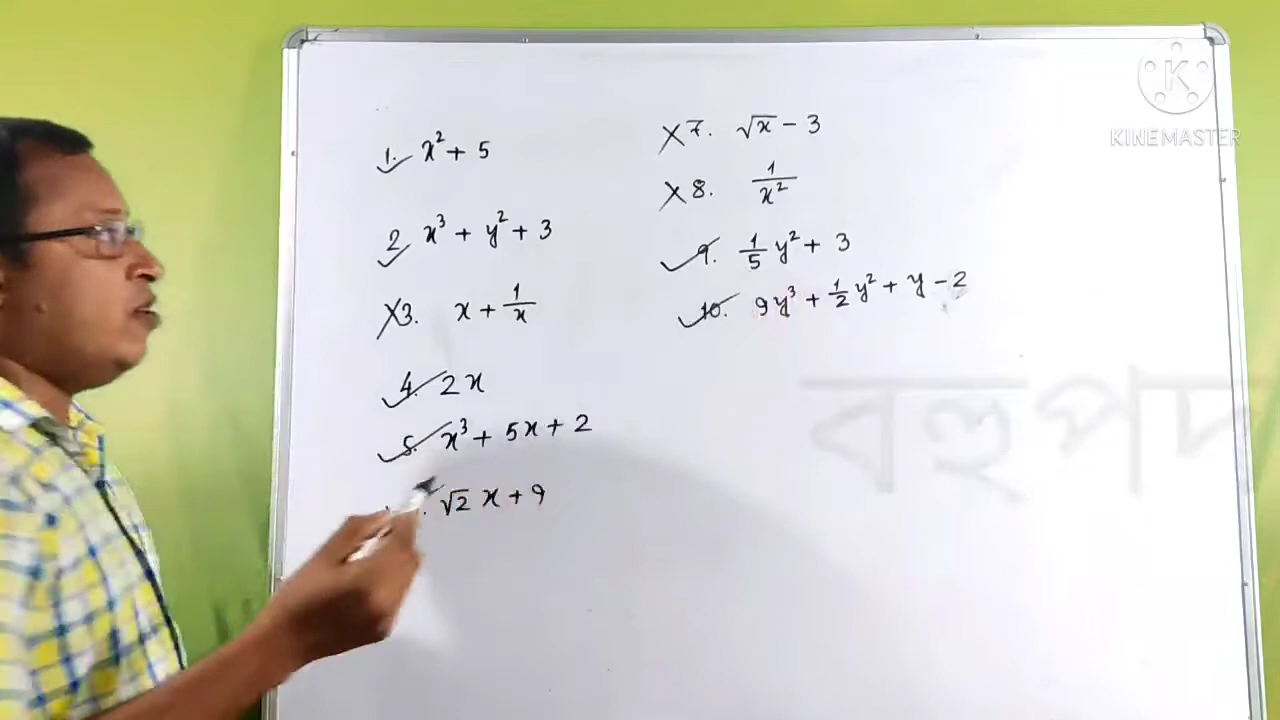 1. x² + 5
2. x³ + y² + 3
3. x + 1/x
4. 2x
5. x³ + 5x + 2
√2 x + 9
7. √x - 3
8. 1/x²
9. 1/5 y² + 3
10. 9y³ + 1/2 y² + y - 2
KINEMASTER
বহুপদ